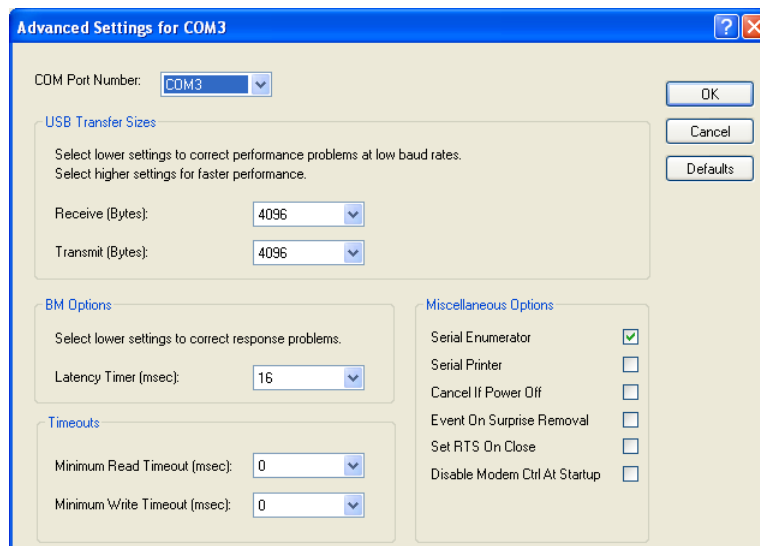 Advanced Settings for COM3
COM Port Number: COM3
OK
USB Transfer Sizes
Cancel
Select lower settings to correct performance problems at low baud rates.
Select higher settings for faster performance.
Defaults
Receive (Bytes): 4096
Transmit (Bytes): 4096
BM Options
Select lower settings to correct response problems.
Latency Timer (msec): 16
Timeouts
Minimum Read Timeout (msec): 0
Minimum Write Timeout (msec): 0
Miscellaneous Options
Serial Enumerator
Serial Printer
Cancel If Power Off
Event On Surprise Removal
Set RTS On Close
Disable Modem Ctrl At Startup